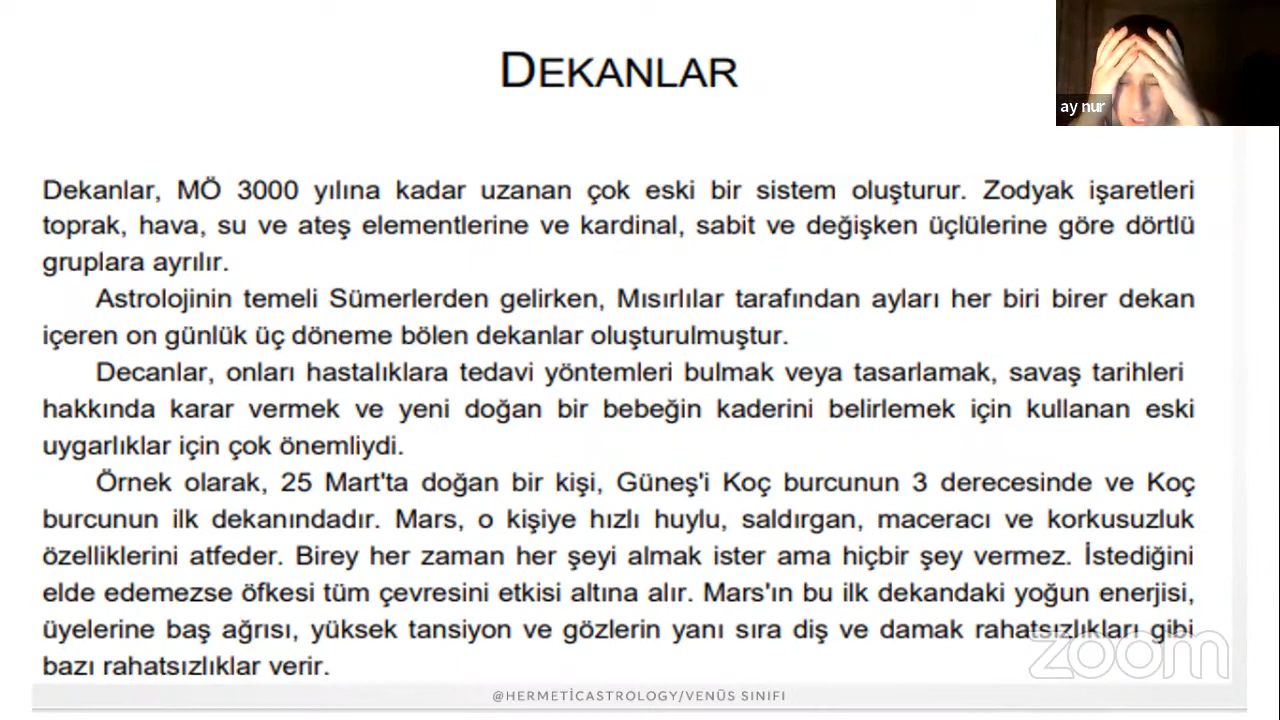 DEKANLAR
ay nur
Dekanlar, MÖ 3000 yılına kadar uzanan çok eski bir sistem oluşturur. Zodyak işaretleri
toprak, hava, su ve ateş elementlerine ve kardinal, sabit ve değişken üçlülerine göre dörtlü
gruplara ayrılır.
Astrolojinin temeli Sümerlerden gelirken, Mısırlılar tarafından ayları her biri birer dekan
içeren on günlük üç döneme bölen dekanlar oluşturulmuştur.
Decanlar, onları hastalıklara tedavi yöntemleri bulmak veya tasarlamak, savaş tarihleri
hakkında karar vermek ve yeni doğan bir bebeğin kaderini belirlemek için kullanan eski
uygarlıklar için çok önemliydi.
Örnek olarak, 25 Mart'ta doğan bir kişi, Güneş'i Koç burcunun 3 derecesinde ve Koç
burcunun ilk dekanındadır. Mars, o kişiye hızlı huylu, saldırgan, maceracı ve korkusuzluk
özelliklerini atfeder. Birey her zaman her şeyi almak ister ama hiçbir şey vermez. İstediğini
elde edemezse öfkesi tüm çevresini etkisi altına alır. Mars'ın bu ilk dekandaki yoğun enerjisi,
üyelerine baş ağrısı, yüksek tansiyon ve gözlerin yanı sıra diş ve damak rahatsızlıkları gibi
bazı rahatsızlıklar verir.
zoom
@HERMETİCASTROLOGY/VENÜS SINIFI